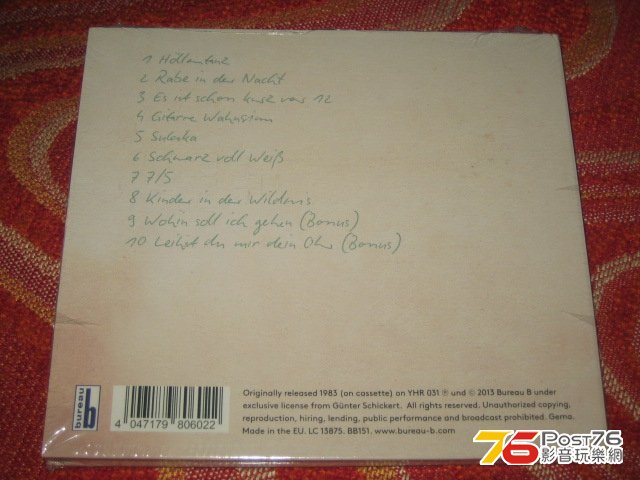 1 Höllentanz
2 Rabe in der Nacht
3 Es ist schon kurz vor 12
4 Gitarre Wahnsinn
5 Suleika
6 Schwarz voll Weiß
7 7/5
8 Kinder in der Wildnis
9 Wohin soll ich gehen (Bonus)
10 Leihst du mir dein Ohr (Bonus)
bureau b
4 047179 806022
Originally released 1983 (on cassette) on YHR 031 ℗ und © 2013 Bureau B under
exclusive license from Günter Schickert. All rights reserved. Unauthorized copying,
reproduction, hiring, lending, public performance and broadcast prohibited. Gema.
Made in the EU. LC 13875. BB151. www.bureau-b.com
76 Post76
影音玩樂網